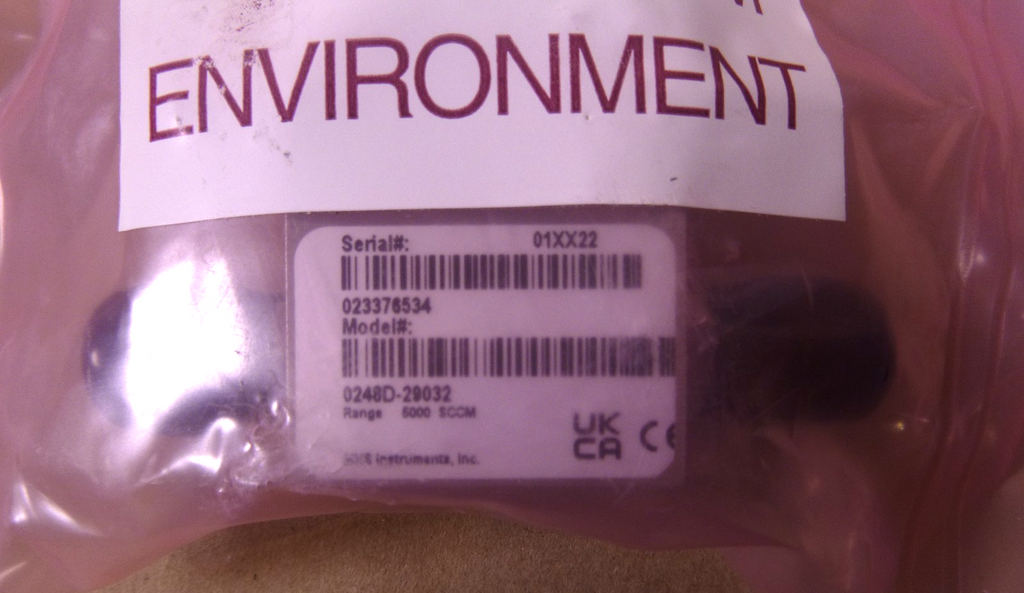 ENVIRONMENT
Serial#: 01XX22
023376534
Model#:
0248D-29032
Range 5000 SCCM
UK
CA CE
MKS Instruments, Inc.